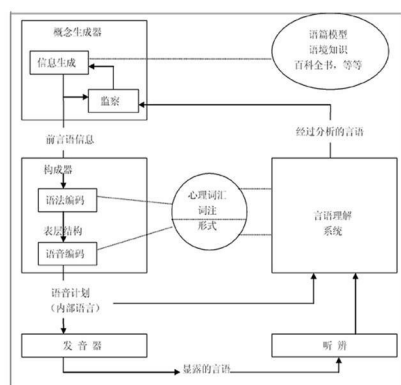 概念生成器
信息生成
监察
语篇模型
语境知识
百科全书，等等
前言语信息
经过分析的言语
构成器
语法编码
表层结构
语音编码
心理词汇
词注
形式
言语理解
系统
语音计划
（内部语言）
发 音 器
听 辨
显露的言语